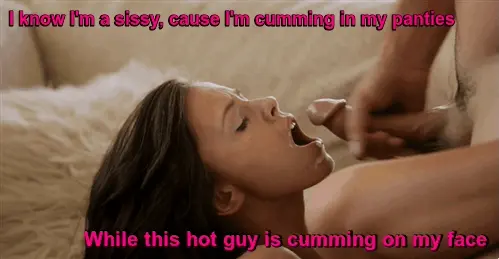 I know I'm a sissy, cause I'm cumming in my panties
While this hot guy is cumming on my face